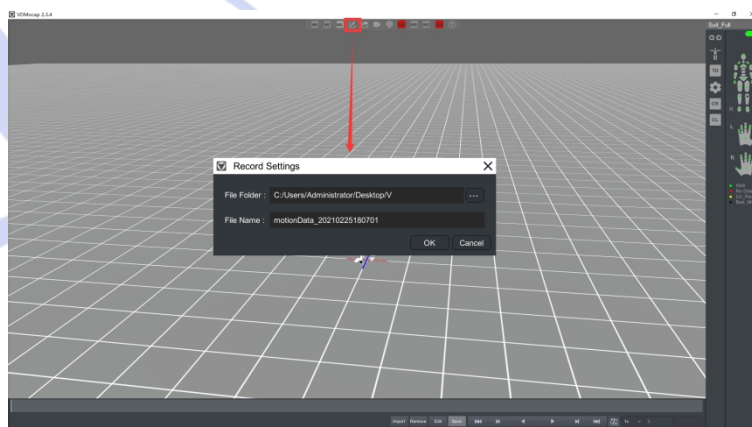 VDMocap 2.3.4
Suit_Full
Record Settings
File Folder : C:/Users/Administrator/Desktop/V ...
File Name : motionData_20210225180701
OK Cancel
R
L
R
Import Remove Edit Save 1x